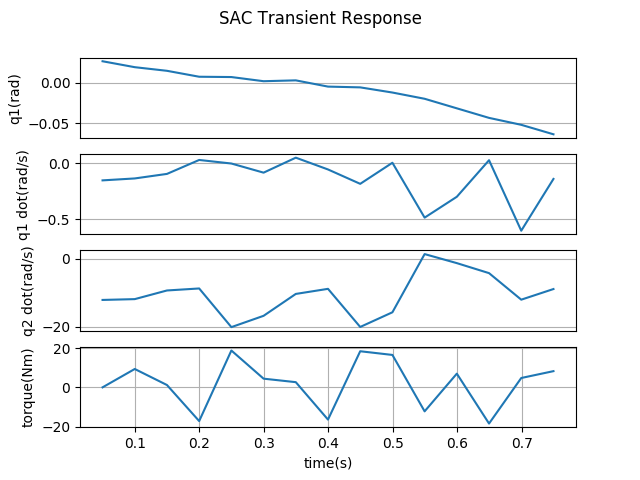 SAC Transient Response
q1(rad)
0.00
−0.05
q1 dot(rad/s)
0.0
−0.5
q2 dot(rad/s)
0
−20
torque(Nm)
20
0
−20
0.1 0.2 0.3 0.4 0.5 0.6 0.7
time(s)